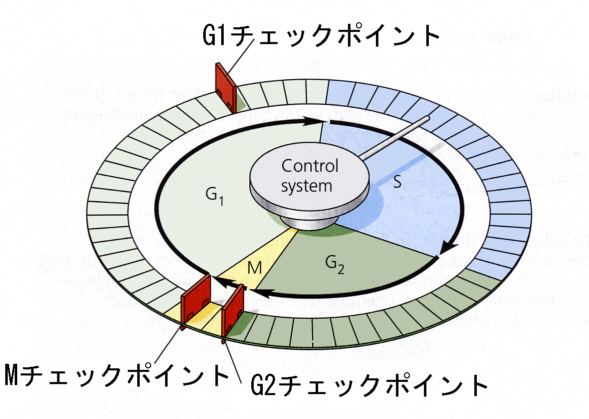 G1チェックポイント
Control
system
G₁
S
M
G₂
Mチェックポイント
G2チェックポイント